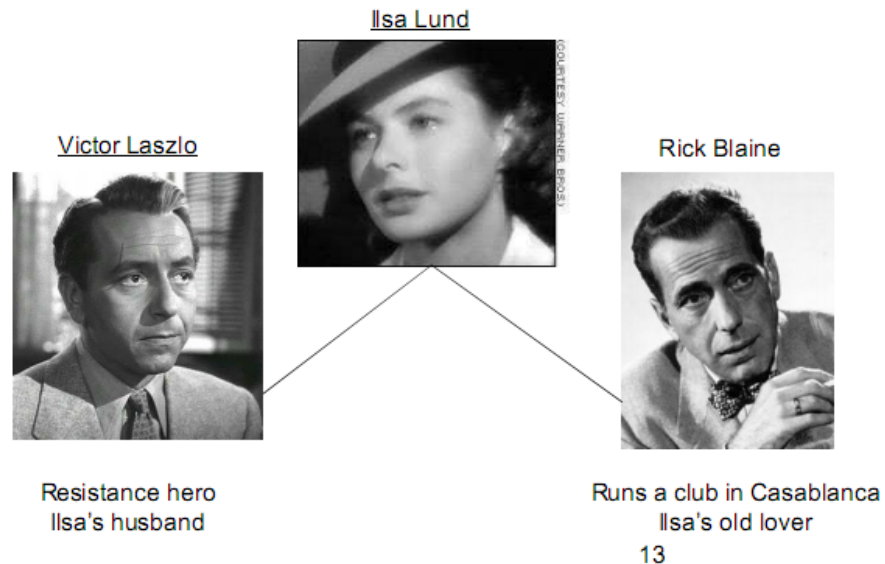 Ilsa Lund
(COURTESY WARNER BROS)
Victor Laszlo
Rick Blaine
Resistance hero
Ilsa's husband
Runs a club in Casablanca
Ilsa's old lover
13